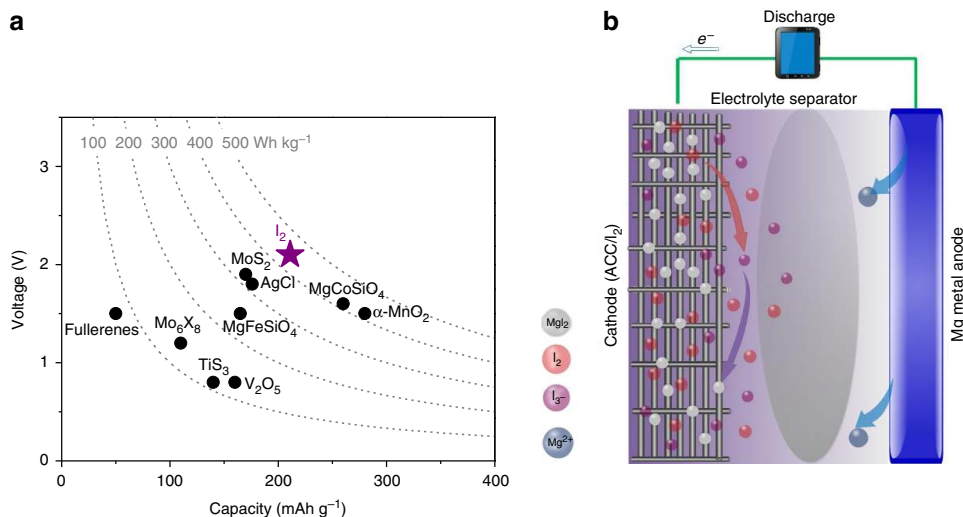 a
Voltage (V)
3
2
1
0
100 200 300 400 500 Wh kg⁻¹
I₂
MoS₂
AgCl
MgCoSiO₄
α-MnO₂
Fullerenes
Mo₆X₈
MgFeSiO₄
TiS₃
V₂O₅
0 100 200 300 400
Capacity (mAh g⁻¹)
b
Discharge
e⁻
Electrolyte separator
Cathode (ACC/I₂)
Mg metal anode
MgI₂
I₂
I₃⁻
Mg²⁺